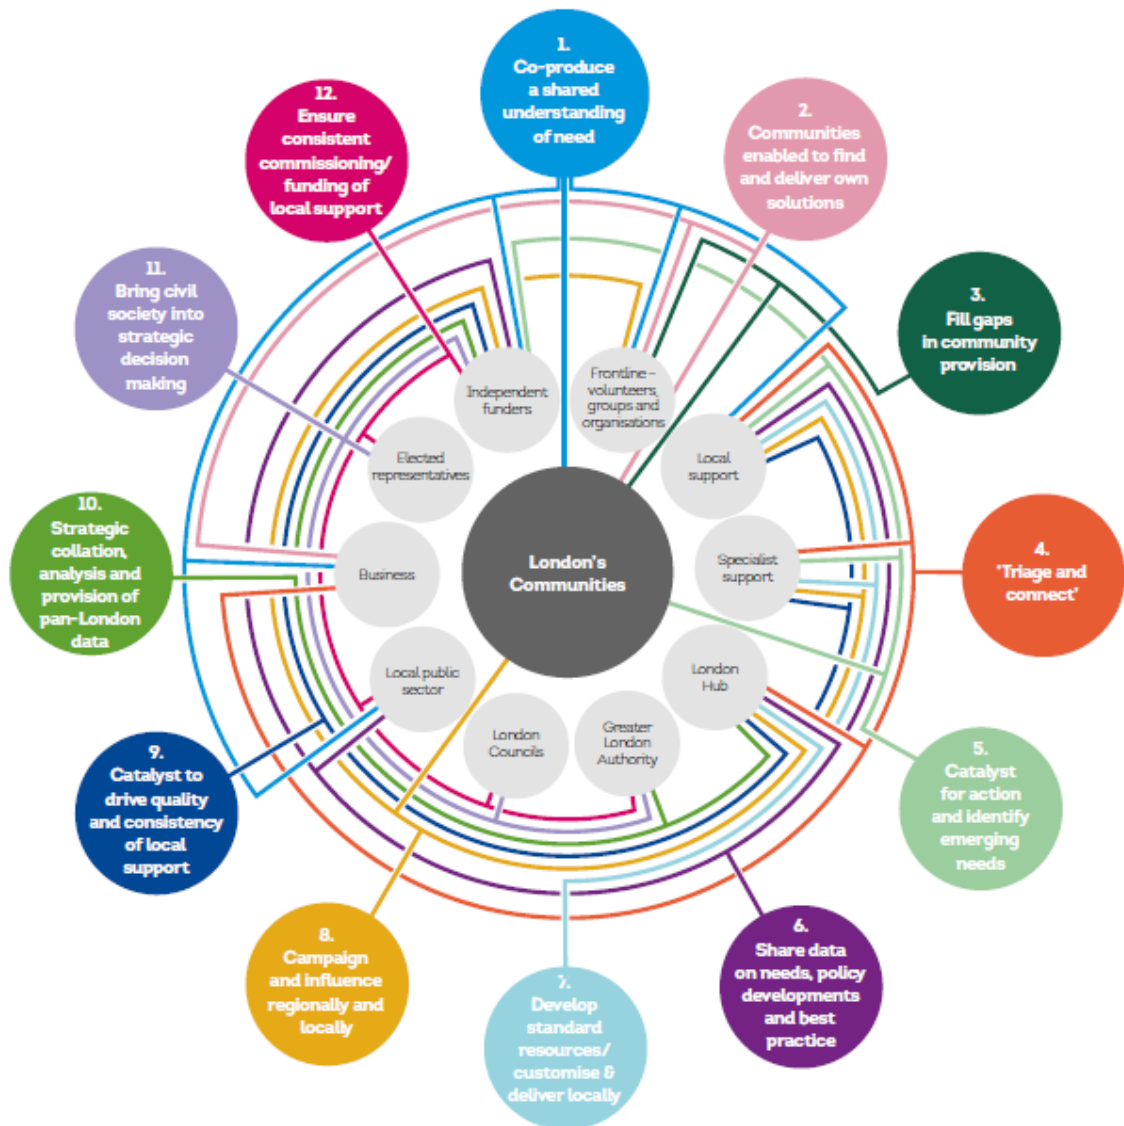 1.
Co-produce
a shared
understanding
of need
2.
Communities
enabled to find
and deliver own
solutions
3.
Fill gaps
in community
provision
4.
‘Triage and
connect’
5.
Catalyst
for action
and identify
emerging
needs
6.
Share data
on needs, policy
developments
and best
practice
7.
Develop
standard
resources/
customise &
deliver locally
8.
Campaign
and influence
regionally and
locally
9.
Catalyst to
drive quality
and consistency
of local
support
10.
Strategic
collation,
analysis and
provision of
pan-London
data
11.
Bring civil
society into
strategic
decision
making
12.
Ensure
consistent
commissioning/
funding of
local support
Independent
funders
Frontline –
volunteers,
groups and
organisations
Local
support
Specialist
support
London
Hub
Greater
London
Authority
London
Councils
Local public
sector
Business
Elected
representatives
London’s
Communities